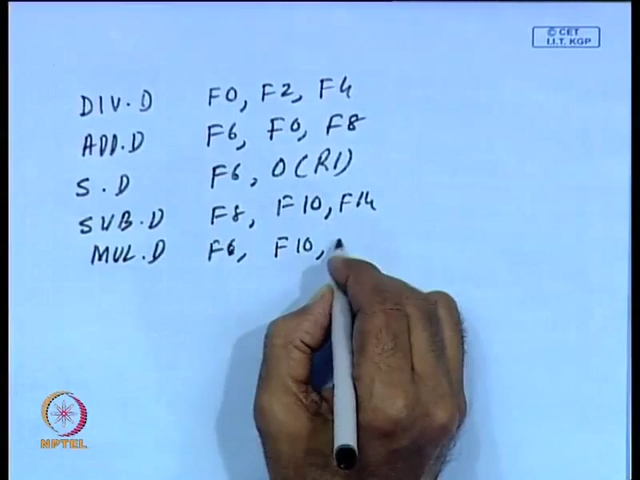 © CET
I.I.T. KGP
DIV.D F0, F2, F4
ADD.D F6, F0, F8
S.D F6, 0(R1)
SUB.D F8, F10, F14
MUL.D F6, F10,
NPTEL